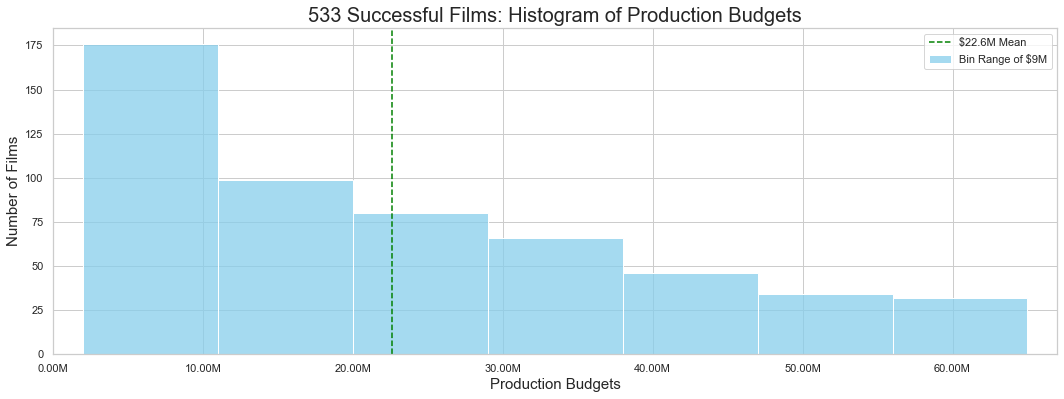 533 Successful Films: Histogram of Production Budgets
$22.6M Mean
Bin Range of $9M
Number of Films
175
150
125
100
75
50
25
0
0.00M 10.00M 20.00M 30.00M 40.00M 50.00M 60.00M
Production Budgets